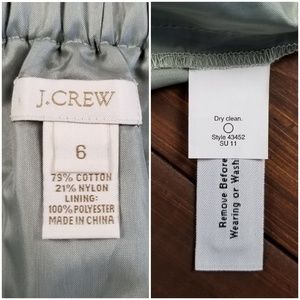 J.CREW
6
79% COTTON
21% NYLON
LINING:
100% POLYESTER
MADE IN CHINA
Dry clean.
Style 43452
SU 11
Remove Before
Wearing or Wash